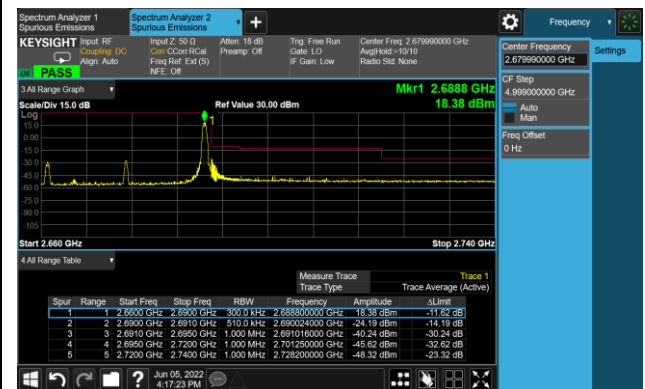 Spectrum Analyzer 1
Spurious Emissions
Spectrum Analyzer 2
Spurious Emissions
Frequency
KEYSIGHT
Input: RF
Coupling: DC
Align: Auto
Input Z: 50 Ω
Corr CCorr RCal
Freq Ref: Ext (S)
NFE: Off
Atten: 18 dB
Preamp: Off
Trig: Free Run
Gate: LO
IF Gain: Low
Center Freq: 2.679990000 GHz
Avg|Hold:>10/10
Radio Std: None
PASS
Center Frequency
2.679990000 GHz
Settings
CF Step
4.999000000 GHz
Auto
Man
Freq Offset
0 Hz
3 All Range Graph
Mkr1 2.6888 GHz
Scale/Div 15.0 dB
Ref Value 30.00 dBm
18.38 dBm
Log
15.0
0.00
-15.0
-30.0
-45.0
-60.0
-75.0
-90.0
-105
1
Start 2.660 GHz
Stop 2.740 GHz
4 All Range Table
Measure Trace Trace 1
Trace Type Trace Average (Active)
Spur Range Start Freq Stop Freq RBW Frequency Amplitude ΔLimit
1 1 2.6600 GHz 2.6900 GHz 300.0 kHz 2.688800000 GHz 18.38 dBm -11.62 dB
2 2 2.6900 GHz 2.6910 GHz 510.0 kHz 2.690024000 GHz -24.19 dBm -14.19 dB
3 3 2.6910 GHz 2.6950 GHz 1.000 MHz 2.691016000 GHz -40.24 dBm -30.24 dB
4 4 2.6950 GHz 2.7200 GHz 1.000 MHz 2.701250000 GHz -45.62 dBm -32.62 dB
5 5 2.7200 GHz 2.7400 GHz 1.000 MHz 2.728200000 GHz -48.32 dBm -23.32 dB
Jun 05, 2022
4:17:23 PM